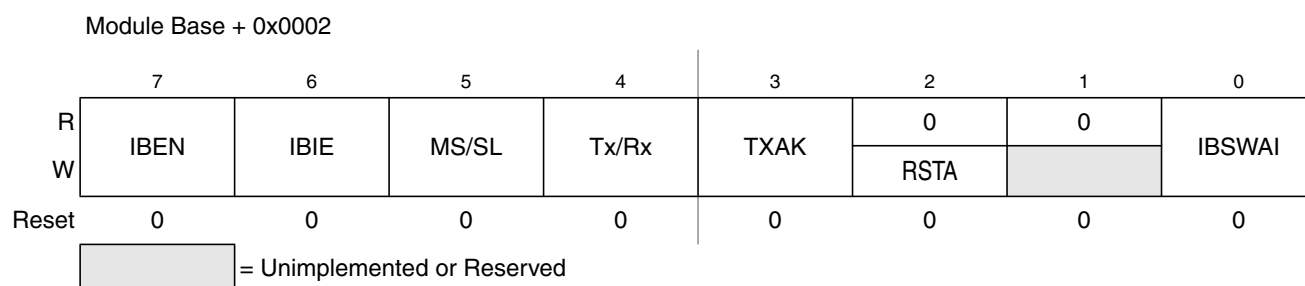 Module Base + 0x0002
7 6 5 4 3 2 1 0
R IBEN IBIE MS/SL Tx/Rx TXAK 0 0 IBSWAI
W RSTA
Reset 0 0 0 0 0 0 0 0
= Unimplemented or Reserved